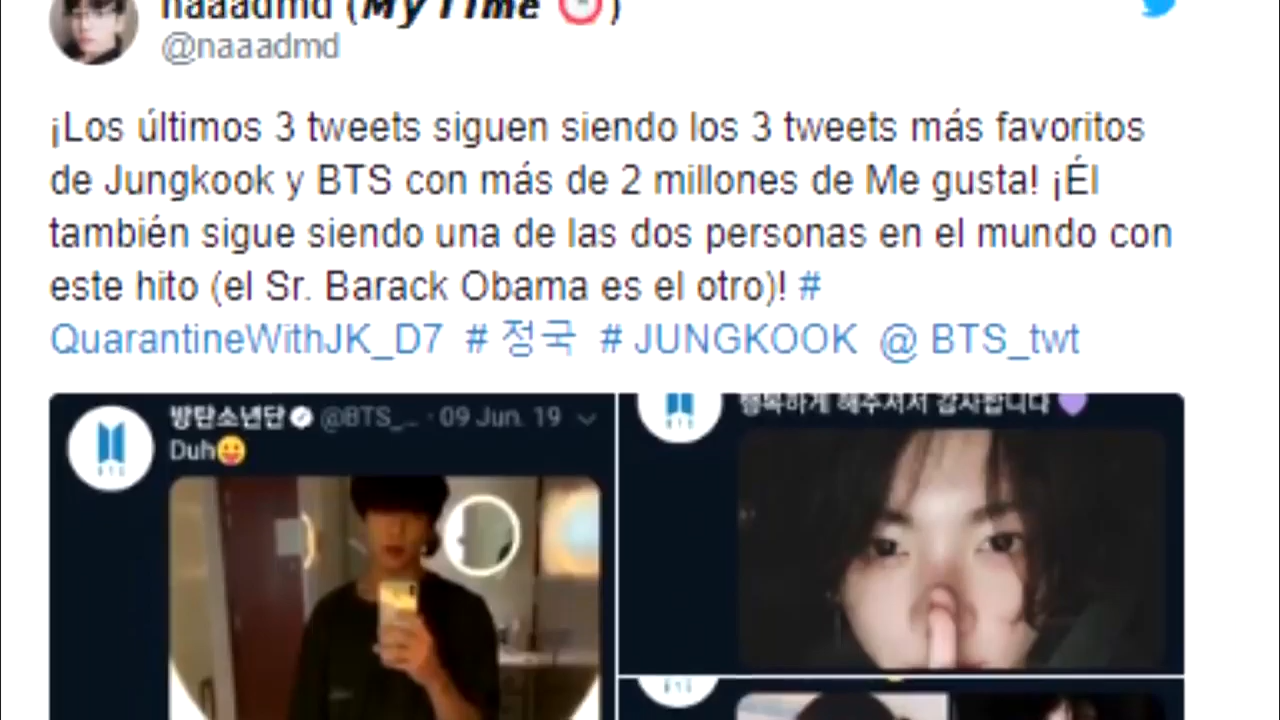 naaadmd (My Time ⏰)
@naaadmd
¡Los últimos 3 tweets siguen siendo los 3 tweets más favoritos
de Jungkook y BTS con más de 2 millones de Me gusta! ¡Él
también sigue siendo una de las dos personas en el mundo con
este hito (el Sr. Barack Obama es el otro)! #
QuarantineWithJK_D7 # 정국 # JUNGKOOK @ BTS_twt
방탄소년단 @BTS_... · 09 Jun. 19
Duh😛
BTS
행복하게 해주셔서 감사합니다 💜
BTS
BTS